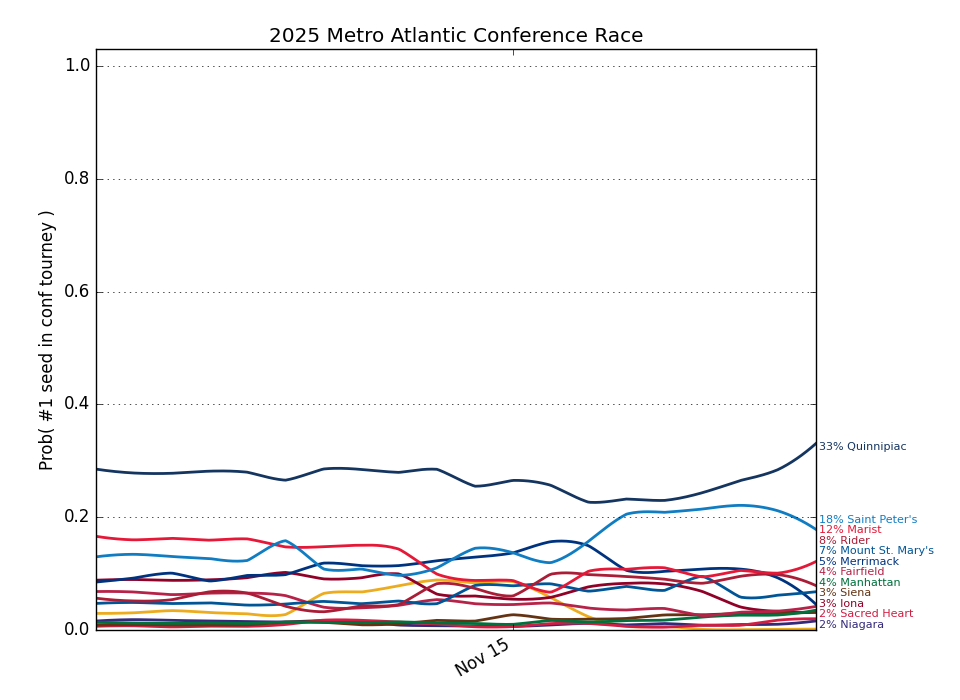 2025 Metro Atlantic Conference Race
Prob( #1 seed in conf tourney )
1.0
0.8
0.6
0.4
0.2
0.0
Nov 15
33% Quinnipiac
18% Saint Peter's
12% Marist
8% Rider
7% Mount St. Mary's
5% Merrimack
4% Fairfield
4% Manhattan
3% Siena
3% Iona
2% Sacred Heart
2% Niagara